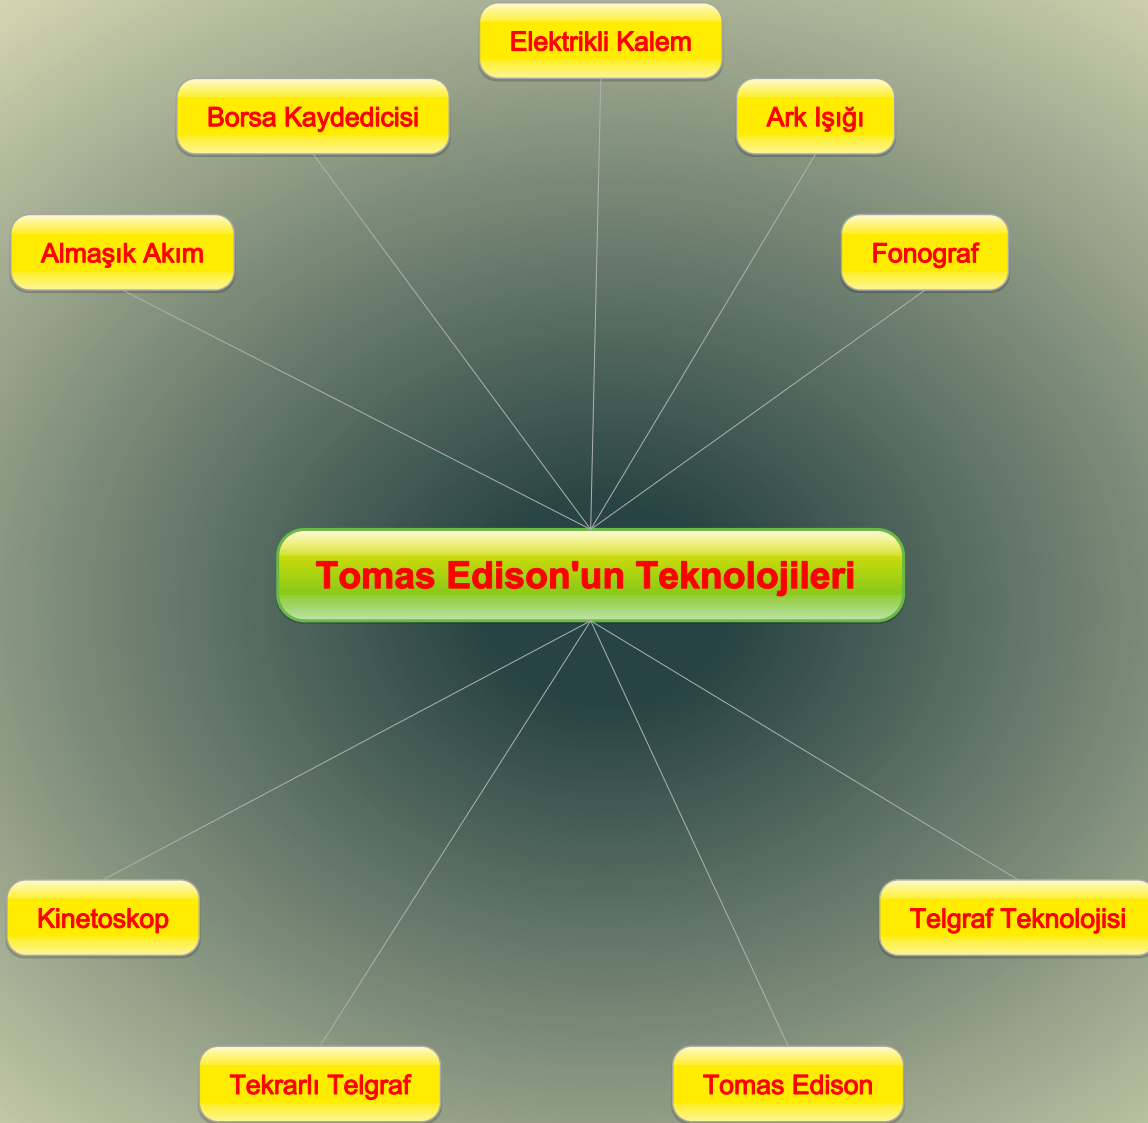 Elektrikli Kalem
Borsa Kaydedicisi
Ark Işığı
Almaşık Akım
Fonograf
Tomas Edison'un Teknolojileri
Kinetoskop
Telgraf Teknolojisi
Tekrarlı Telgraf
Tomas Edison